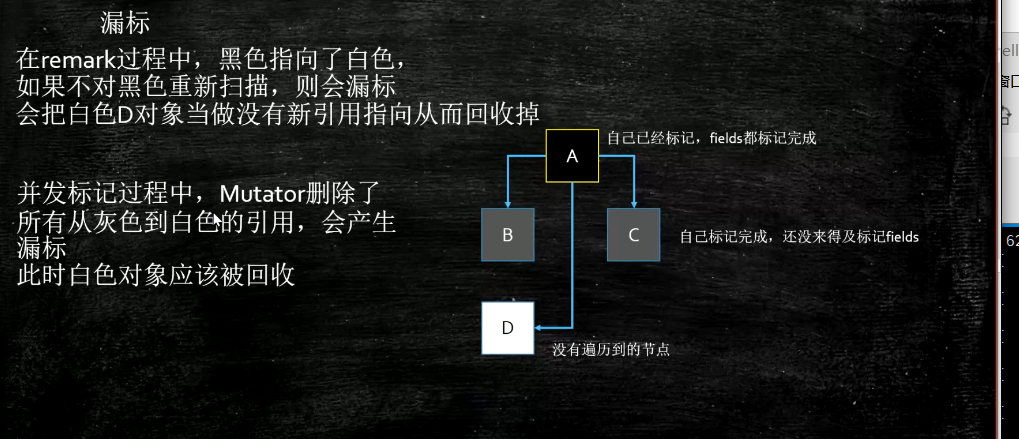 漏标
在remark过程中，黑色指向了白色，
如果不对黑色重新扫描，则会漏标
会把白色D对象当做没有新引用指向从而回收掉
A
自己已经标记，fields都标记完成
并发标记过程中，Mutator删除了
所有从灰色到白色的引用，会产生
漏标
此时白色对象应该被回收
B
C
自己标记完成，还没来得及标记fields
D
没有遍历到的节点
ell
62